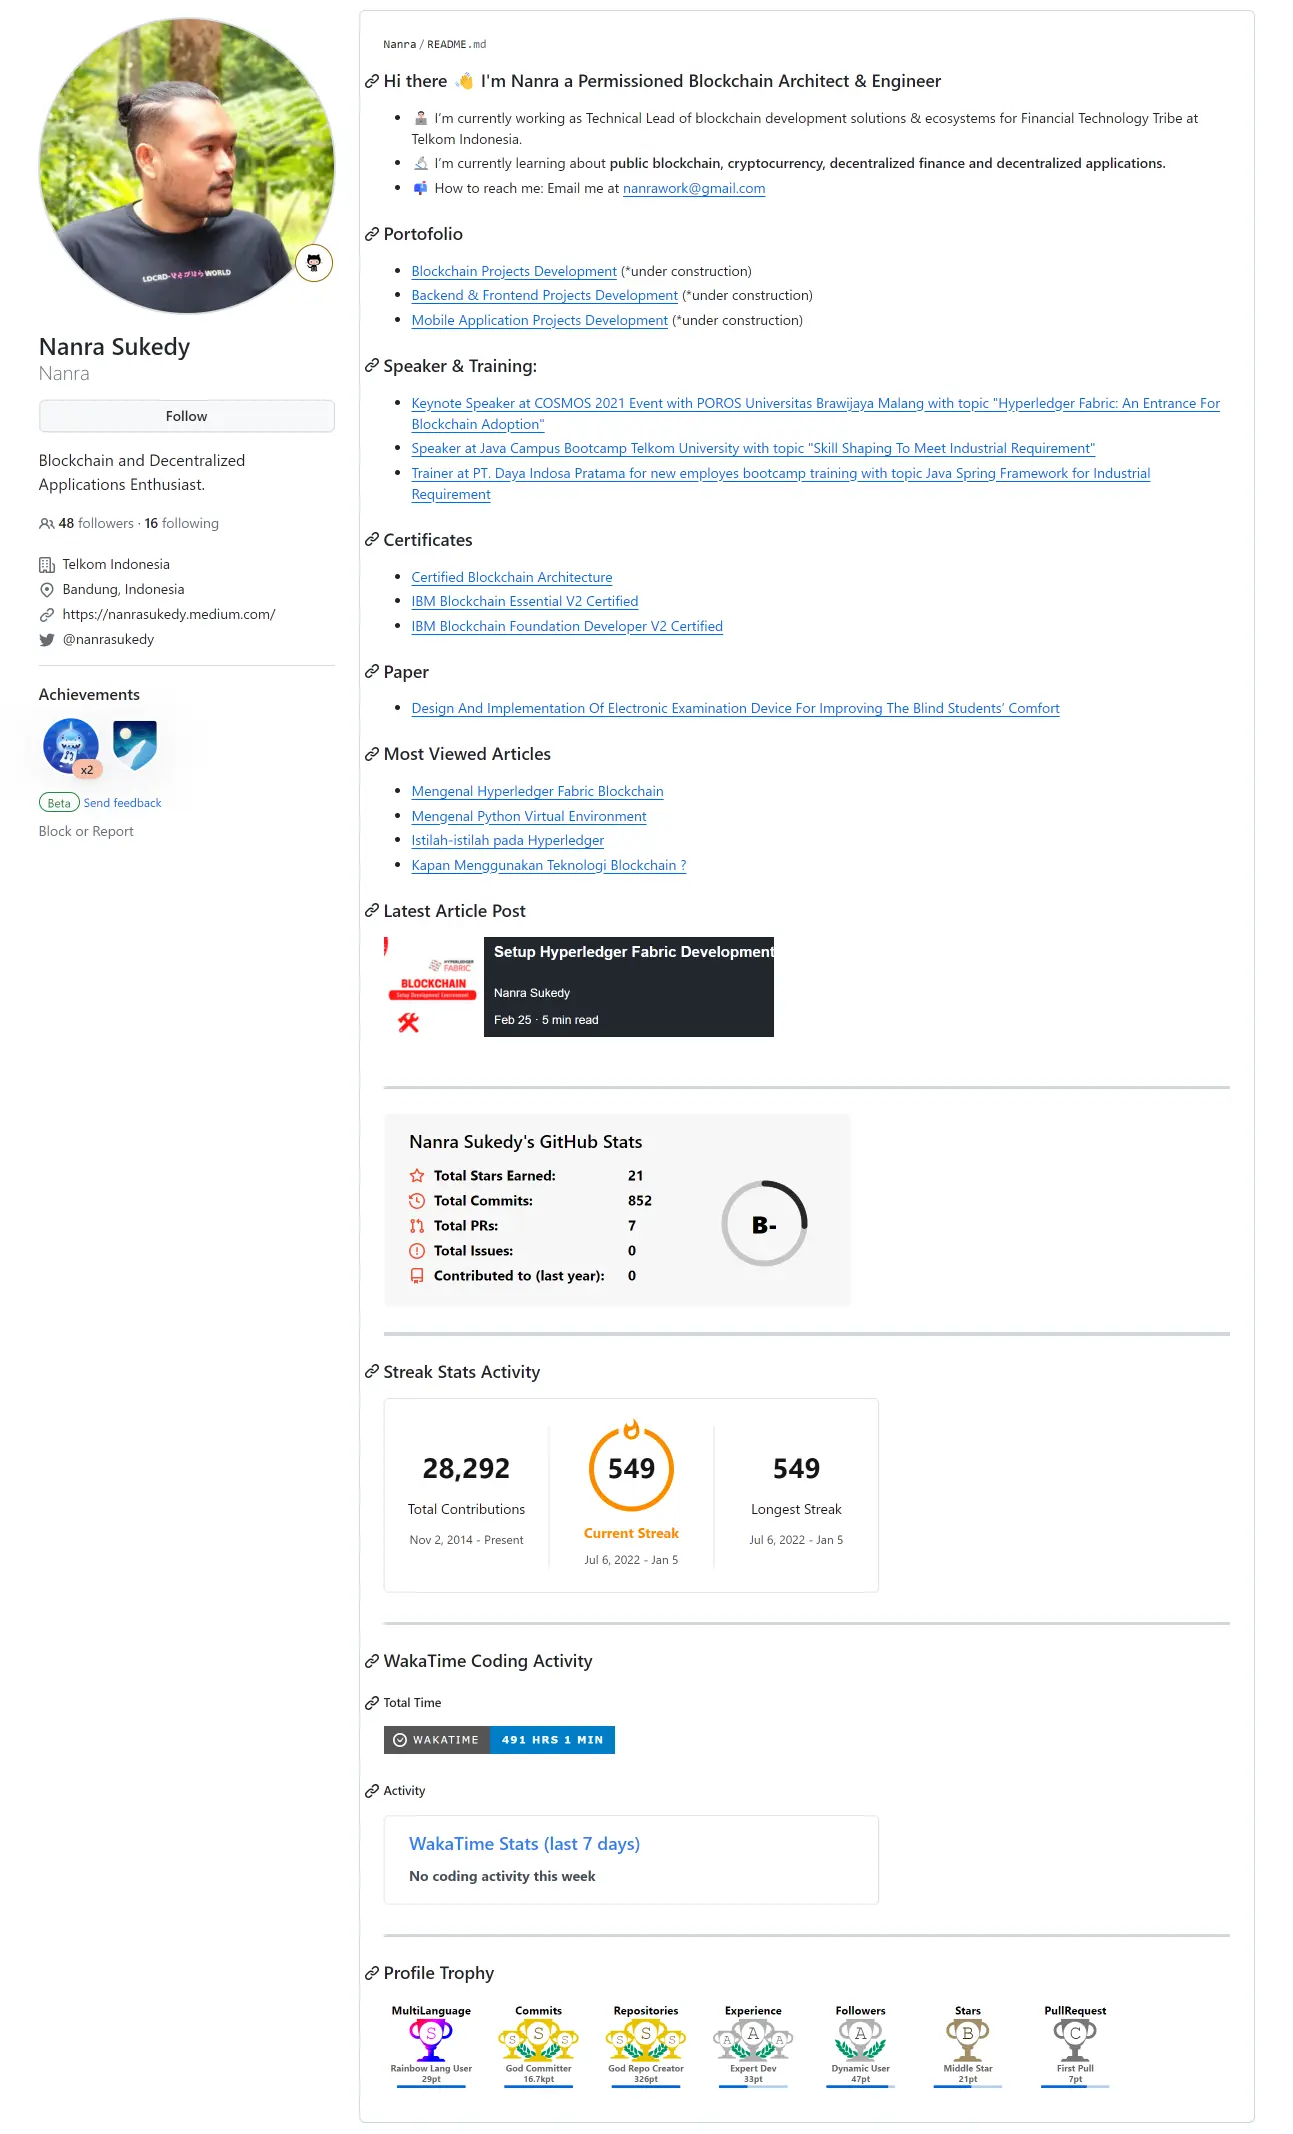 LDCRD-せさがほらWORLD
Nanra Sukedy
Nanra
Follow
Blockchain and Decentralized
Applications Enthusiast.
48 followers · 16 following
Telkom Indonesia
Bandung, Indonesia
https://nanrasukedy.medium.com/
@nanrasukedy
Achievements
x2
Beta Send feedback
Block or Report
Nanra / README.md
Hi there 👋 I'm Nanra a Permissioned Blockchain Architect & Engineer
I’m currently working as Technical Lead of blockchain development solutions & ecosystems for Financial Technology Tribe at
Telkom Indonesia.
I’m currently learning about public blockchain, cryptocurrency, decentralized finance and decentralized applications.
How to reach me: Email me at nanrawork@gmail.com
Portofolio
Blockchain Projects Development (*under construction)
Backend & Frontend Projects Development (*under construction)
Mobile Application Projects Development (*under construction)
Speaker & Training:
Keynote Speaker at COSMOS 2021 Event with POROS Universitas Brawijaya Malang with topic "Hyperledger Fabric: An Entrance For
Blockchain Adoption"
Speaker at Java Campus Bootcamp Telkom University with topic "Skill Shaping To Meet Industrial Requirement"
Trainer at PT. Daya Indosa Pratama for new employes bootcamp training with topic Java Spring Framework for Industrial
Requirement
Certificates
Certified Blockchain Architecture
IBM Blockchain Essential V2 Certified
IBM Blockchain Foundation Developer V2 Certified
Paper
Design And Implementation Of Electronic Examination Device For Improving The Blind Students’ Comfort
Most Viewed Articles
Mengenal Hyperledger Fabric Blockchain
Mengenal Python Virtual Environment
Istilah-istilah pada Hyperledger
Kapan Menggunakan Teknologi Blockchain ?
Latest Article Post
HYPERLEDGER
FABRIC
BLOCKCHAIN
Setup Development Environment
Setup Hyperledger Fabric Development
Nanra Sukedy
Feb 25 · 5 min read
Nanra Sukedy's GitHub Stats
Total Stars Earned: 21
Total Commits: 852
Total PRs: 7
Total Issues: 0
Contributed to (last year): 0
B-
Streak Stats Activity
28,292
Total Contributions
Nov 2, 2014 - Present
549
Current Streak
Jul 6, 2022 - Jan 5
549
Longest Streak
Jul 6, 2022 - Jan 5
WakaTime Coding Activity
Total Time
WAKATIME 491 HRS 1 MIN
Activity
WakaTime Stats (last 7 days)
No coding activity this week
Profile Trophy
MultiLanguage Commits Repositories Experience Followers Stars PullRequest
S S S S S S S A A A A B C
Rainbow Lang User God Committer God Repo Creator Expert Dev Dynamic User Middle Star First Pull
29pt 16.7kpt 326pt 33pt 47pt 21pt 7pt